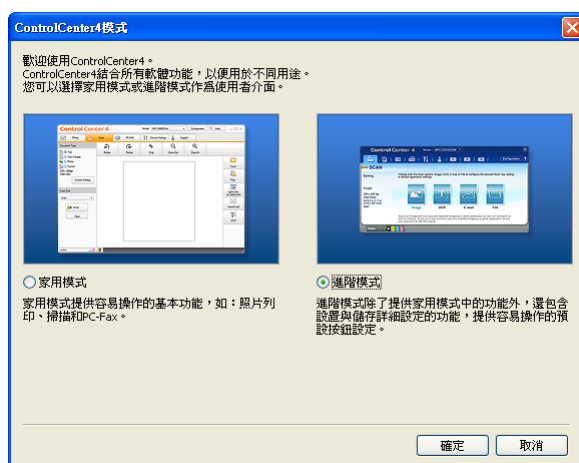 ControlCenter4模式
歡迎使用ControlCenter4。
ControlCenter4結合所有軟體功能，以便用於不同用途。
您可以選擇家用模式或進階模式作為使用者介面。
Control Center 4
Control Center 4
SCAN
Image
OCR
E-mail
File
家用模式
家用模式提供容易操作的基本功能，如：照片列
印、掃描和PC-Fax。
進階模式
進階模式除了提供家用模式中的功能外，還包含
設置與儲存詳細設定的功能，提供容易操作的預
設按鈕設定。
確定
取消